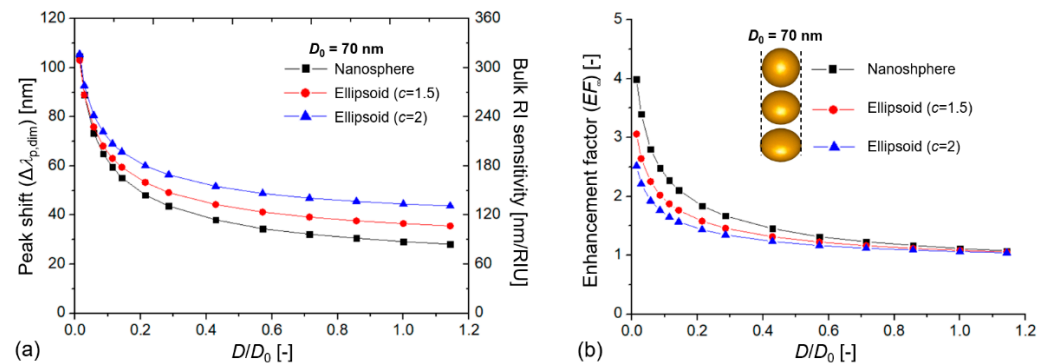 120
100
80
60
40
20
0
Peak shift (Δλp,dim) [nm]
360
300
240
180
120
60
0
Bulk RI sensitivity [nm/RIU]
D0 = 70 nm
Nanosphere
Ellipsoid (c=1.5)
Ellipsoid (c=2)
0.0 0.2 0.4 0.6 0.8 1.0 1.2
D/D0 [-]
(a)
5
4
3
2
1
0
Enhancement factor (EF∞) [-]
D0 = 70 nm
Nanoshphere
Ellipsoid (c=1.5)
Ellipsoid (c=2)
0.0 0.2 0.4 0.6 0.8 1.0 1.2
D/D0 [-]
(b)